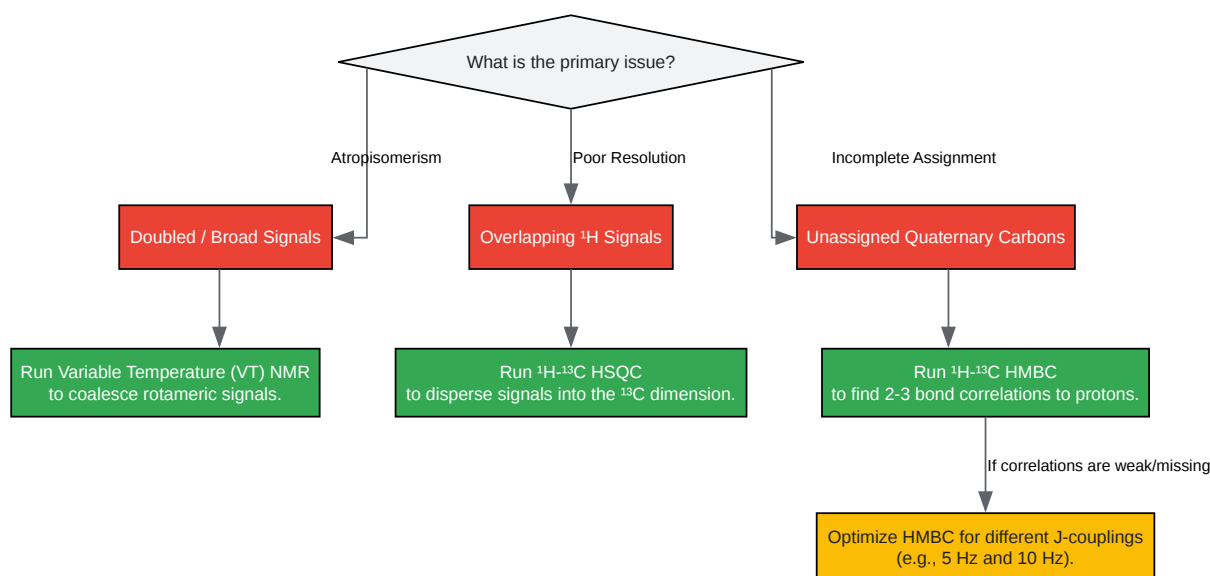 What is the primary issue?
Atropisomerism
Poor Resolution
Incomplete Assignment
Doubled / Broad Signals
Overlapping ¹H Signals
Unassigned Quaternary Carbons
Run Variable Temperature (VT) NMR
to coalesce rotameric signals.
Run ¹H-¹³C HSQC
to disperse signals into the ¹³C dimension.
Run ¹H-¹³C HMBC
to find 2-3 bond correlations to protons.
If correlations are weak/missing
Optimize HMBC for different J-couplings
(e.g., 5 Hz and 10 Hz).